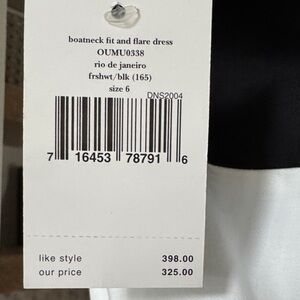 boatneck fit and flare dress
OUMU0338
rio de janeiro
frshwt/blk (165)
size 6
DNS2004
7 16453 78791 6
like style 398.00
our price 325.00